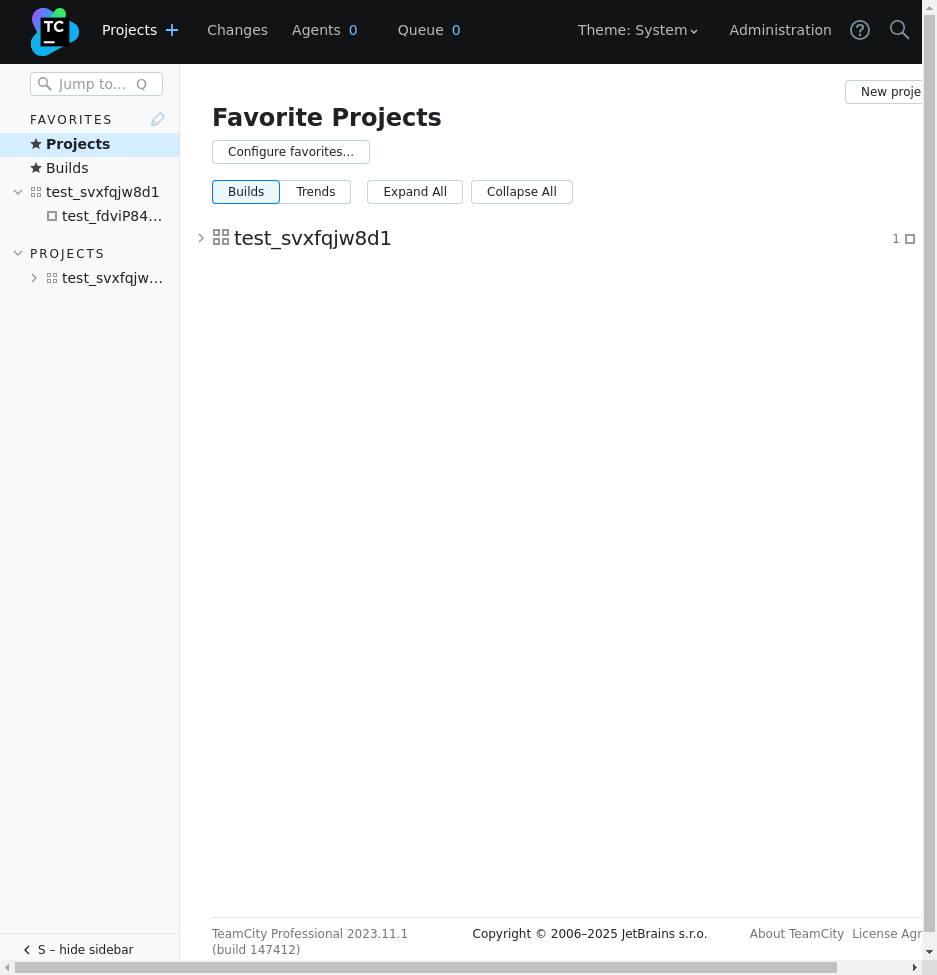 TC
Projects
Changes
Agents 0
Queue 0
Theme: System
Administration
Jump to... Q
FAVORITES
Projects
Builds
test_svxfqjw8d1
test_fdviP84...
PROJECTS
test_svxfqjw...
S – hide sidebar
New proje
Favorite Projects
Configure favorites...
Builds Trends Expand All Collapse All
test_svxfqjw8d1 1
TeamCity Professional 2023.11.1
(build 147412)
Copyright © 2006–2025 JetBrains s.r.o.
About TeamCity License Agr